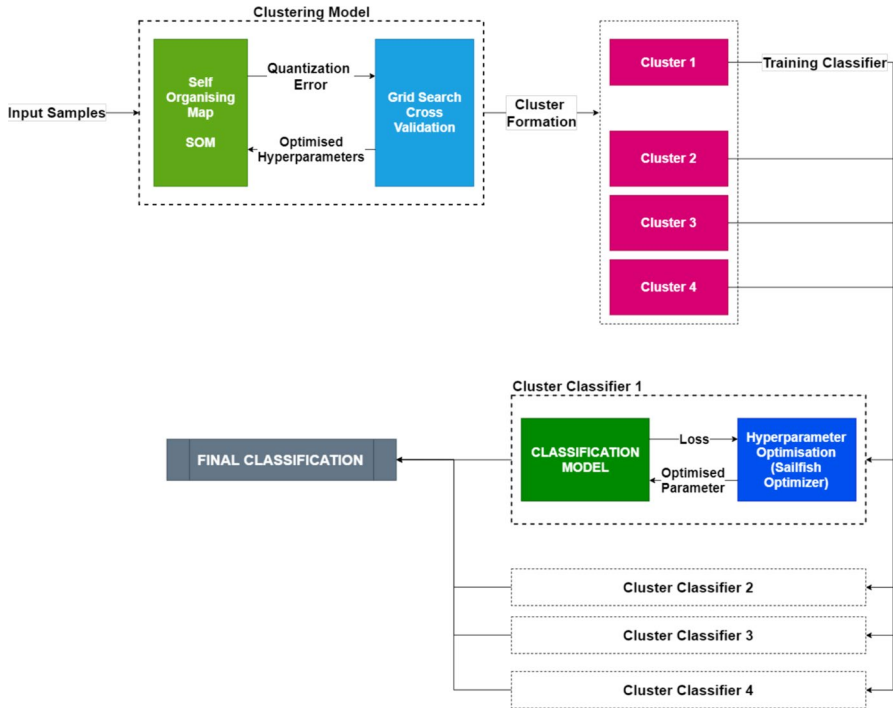 Clustering Model
Input Samples
Self
Organising
Map
SOM
Quantization
Error
Optimised
Hyperparameters
Grid Search
Cross
Validation
Cluster
Formation
Cluster 1
Training Classifier
Cluster 2
Cluster 3
Cluster 4
Cluster Classifier 1
FINAL CLASSIFICATION
CLASSIFICATION
MODEL
Loss
Optimised
Parameter
Hyperparameter
Optimisation
(Sailfish
Optimizer)
Cluster Classifier 2
Cluster Classifier 3
Cluster Classifier 4